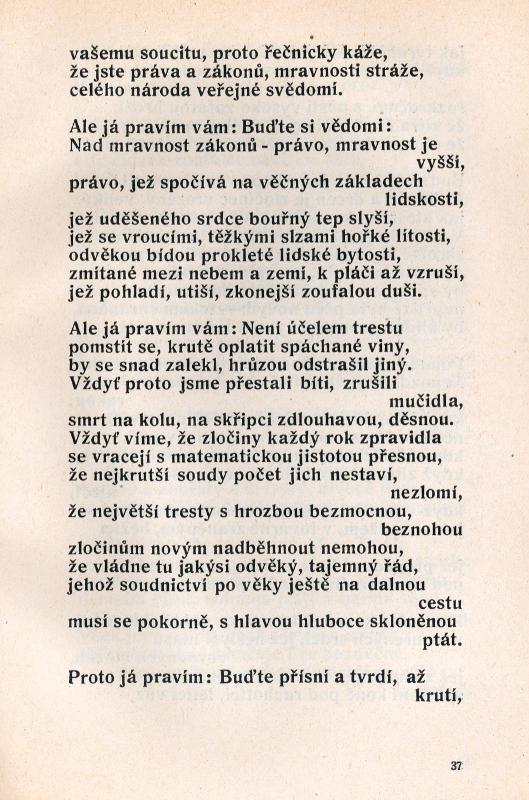 vašemu soucitu, proto řečnicky káže,
že jste práva a zákonů, mravnosti stráže,
celého národa veřejné svědomí.
Ale já pravím vám: Buďte si vědomi:
Nad mravnost zákonů - právo, mravnost je
vyšší,
právo, jež spočívá na věčných základech
lidskosti,
jež uděšeného srdce bouřný tep slyší,
jež se vroucími, těžkými slzami hořké lítosti,
odvěkou bídou prokleté lidské bytosti,
zmítané mezi nebem a zemí, k pláči až vzruší,
jež pohladí, utiší, zkonejší zoufalou duši.
Ale já pravím vám: Není účelem trestu
pomstít se, krutě oplatit spáchané viny,
by se snad zalekl, hrůzou odstrašil jiný.
Vždyť proto jsme přestali bíti, zrušili
mučidla,
smrt na kolu, na skřipci zdlouhavou, děsnou.
Vždyť víme, že zločiny každý rok zpravidla
se vracejí s matematickou jistotou přesnou,
že nejkrutší soudy počet jich nestaví,
nezlomí,
že největší tresty s hrozbou bezmocnou,
beznohou
zločinům novým nadběhnout nemohou,
že vládne tu jakýsi odvěký, tajemný řád,
jehož soudnictví po věky ještě na dalnou
cestu
musí se pokorně, s hlavou hluboce skloněnou
ptát.
Proto já pravím: Buďte přísní a tvrdí, až
krutí,
37